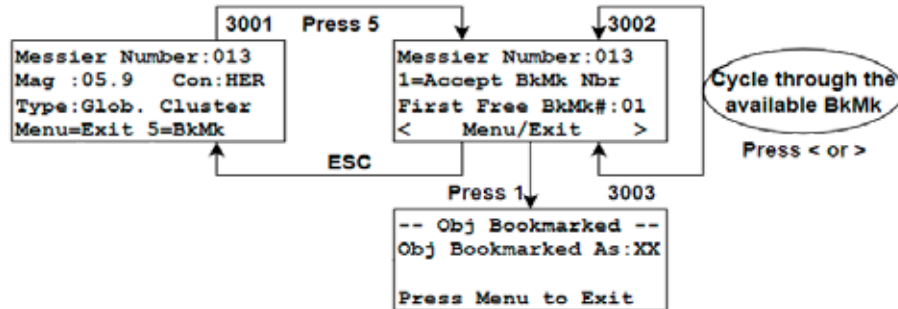 3001 Press 5 3002
Messier Number:013
Mag :05.9 Con:HER
Type:Glob. Cluster
Menu=Exit 5=BkMk
Messier Number:013
1=Accept BkMk Nbr
First Free BkMk#:01
< Menu/Exit >
Cycle through the
available BkMk
Press < or >
ESC
Press 1 3003
-- Obj Bookmarked --
Obj Bookmarked As:XX
Press Menu to Exit